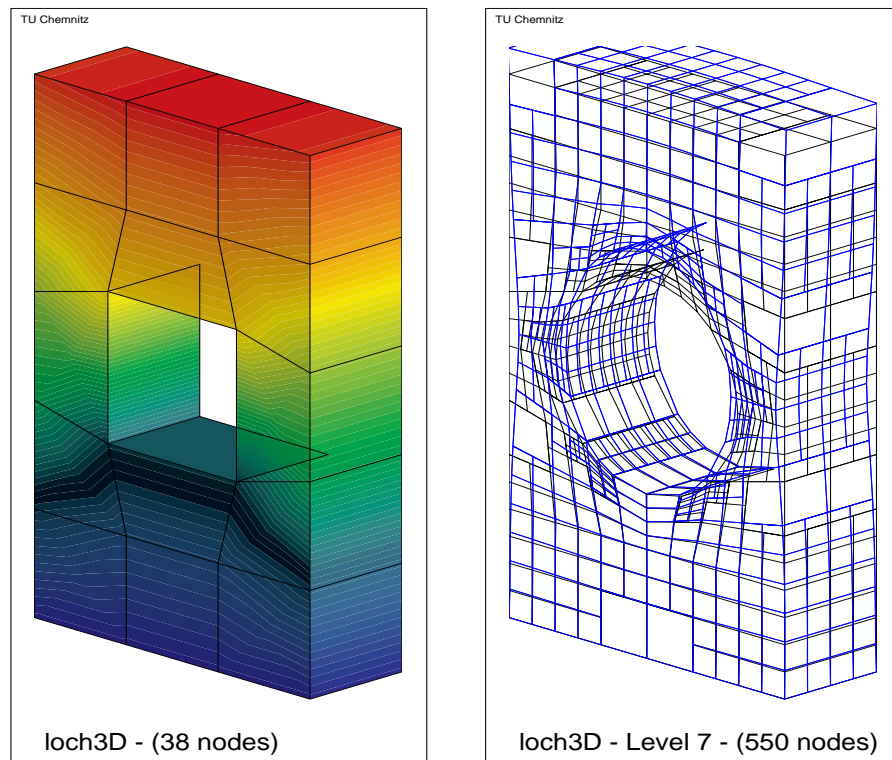 TU Chemnitz
loch3D - (38 nodes)
TU Chemnitz
loch3D - Level 7 - (550 nodes)